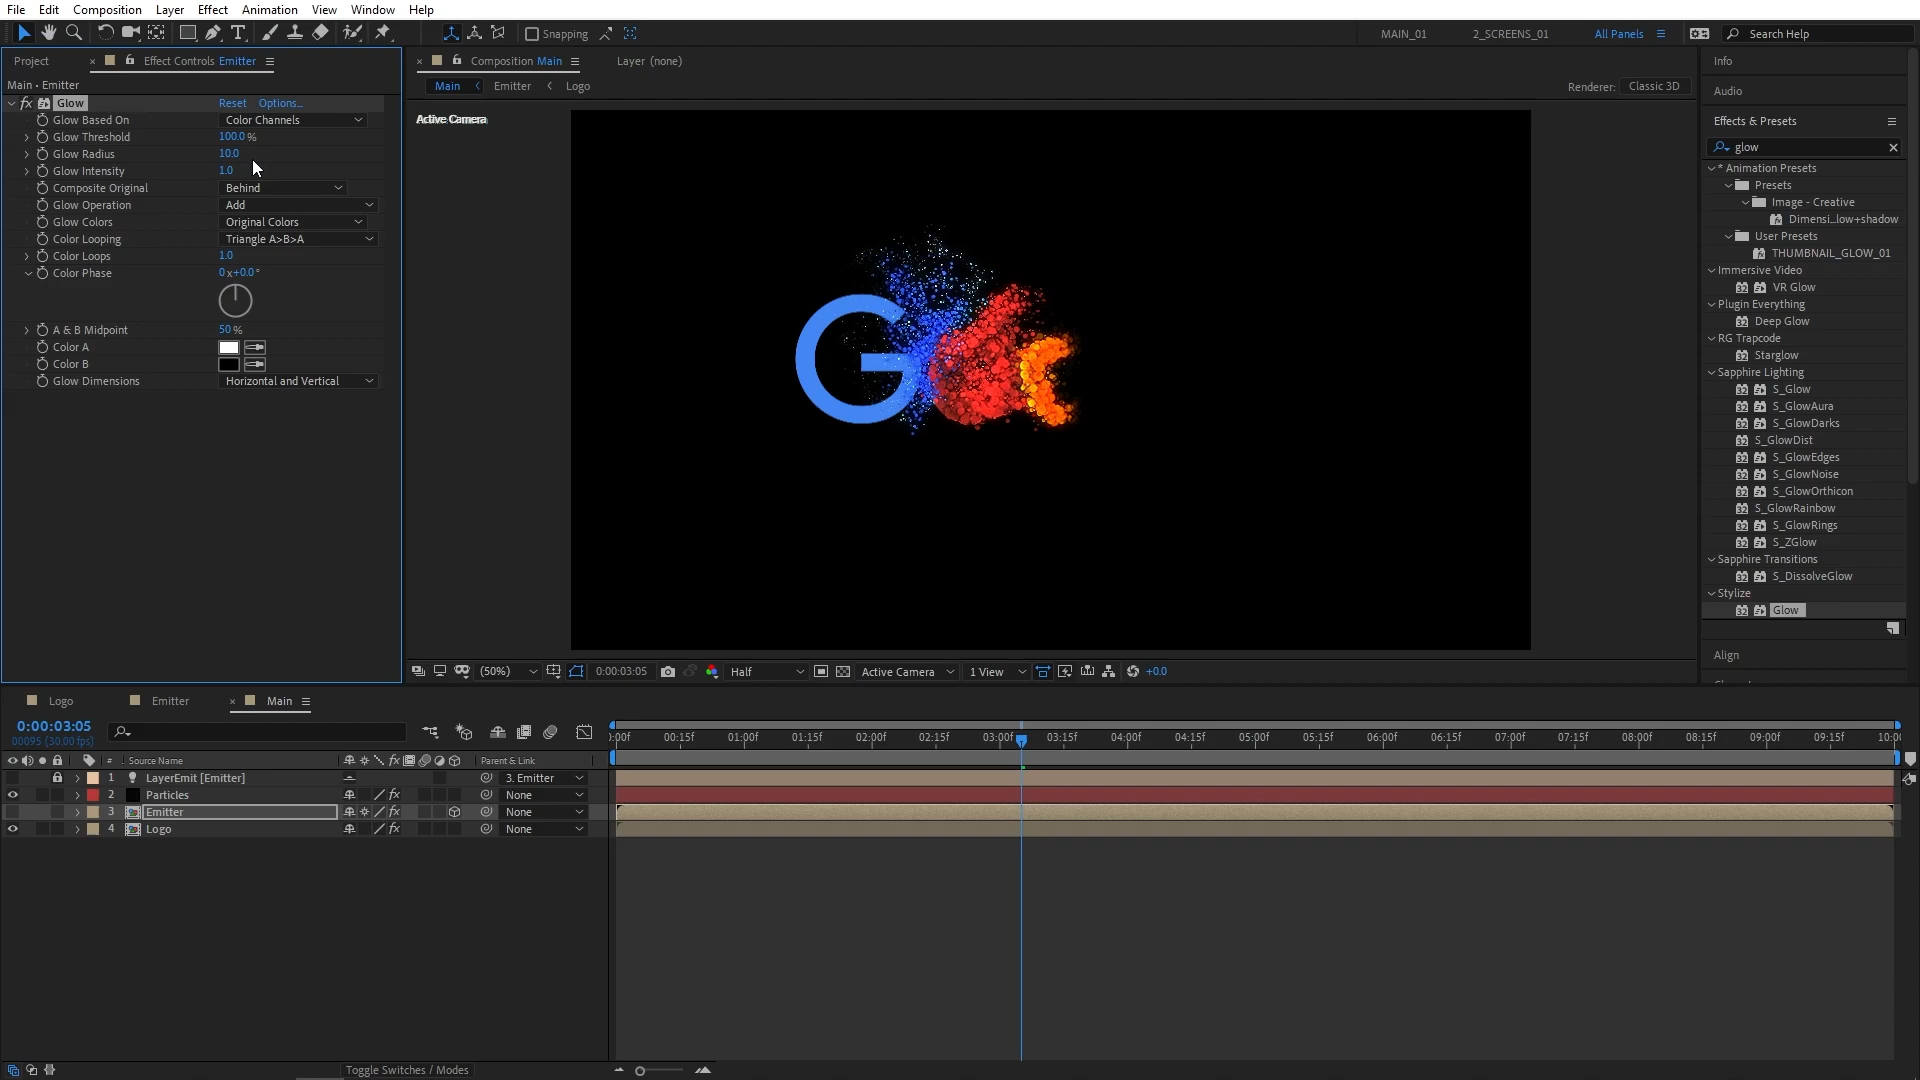 File Edit Composition Layer Effect Animation View Window Help
Snapping MAIN_01 2_SCREENS_01 All Panels Search Help
Project × Effect Controls Emitter
× Composition Main Layer (none)
Info
Main • Emitter
Main Emitter Logo
Renderer: Classic 3D
Audio
fx Glow Reset Options...
Glow Based On Color Channels
Glow Threshold 100.0 %
Glow Radius 10.0
Glow Intensity 1.0
Composite Original Behind
Glow Operation Add
Glow Colors Original Colors
Color Looping Triangle A>B>A
Color Loops 1.0
Color Phase 0x+0.0°
A & B Midpoint 50 %
Color A
Color B
Glow Dimensions Horizontal and Vertical
Active Camera
G
(50%) 0:00:03:05 Half Active Camera 1 View +0.0
Effects & Presets
glow
* Animation Presets
Presets
Image - Creative
Dimensi...low+shadow
User Presets
THUMBNAIL_GLOW_01
Immersive Video
VR Glow
Plugin Everything
Deep Glow
RG Trapcode
Starglow
Sapphire Lighting
S_Glow
S_GlowAura
S_GlowDarks
S_GlowDist
S_GlowEdges
S_GlowNoise
S_GlowOrthicon
S_GlowRainbow
S_GlowRings
S_ZGlow
Sapphire Transitions
S_DissolveGlow
Stylize
Glow
Align
Logo Emitter × Main
0:00:03:05
00095 (30.00 fps)
):00f 00:15f 01:00f 01:15f 02:00f 02:15f 03:00f 03:15f 04:00f 04:15f 05:00f 05:15f 06:00f 06:15f 07:00f 07:15f 08:00f 08:15f 09:00f 09:15f 10:0
# Source Name fx Parent & Link
1 LayerEmit [Emitter] 3. Emitter
2 Particles fx None
3 Emitter fx None
4 Logo fx None
Toggle Switches / Modes